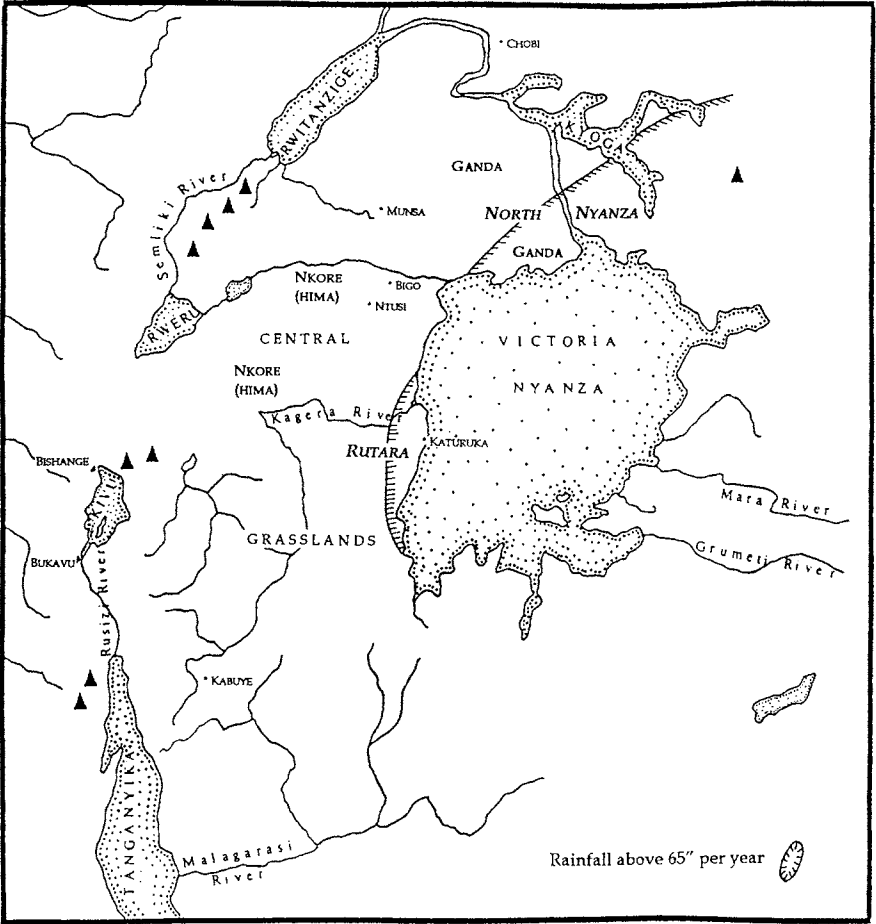 CHOBI
RWITANZIGE
KYOGA
GANDA
Semliki River
MUNSA
NORTH NYANZA
GANDA
NKORE
(HIMA)
BIGO
NTUSI
RWERU
CENTRAL
VICTORIA
NYANZA
NKORE
(HIMA)
Kagera River
RUTARA
KATURUKA
BISHANGE
KIVU
Mara River
GRASSLANDS
Grumeti River
BUKAVU
Rusizi River
KABUYE
TANGANYIKA
Malagarasi
River
Rainfall above 65" per year